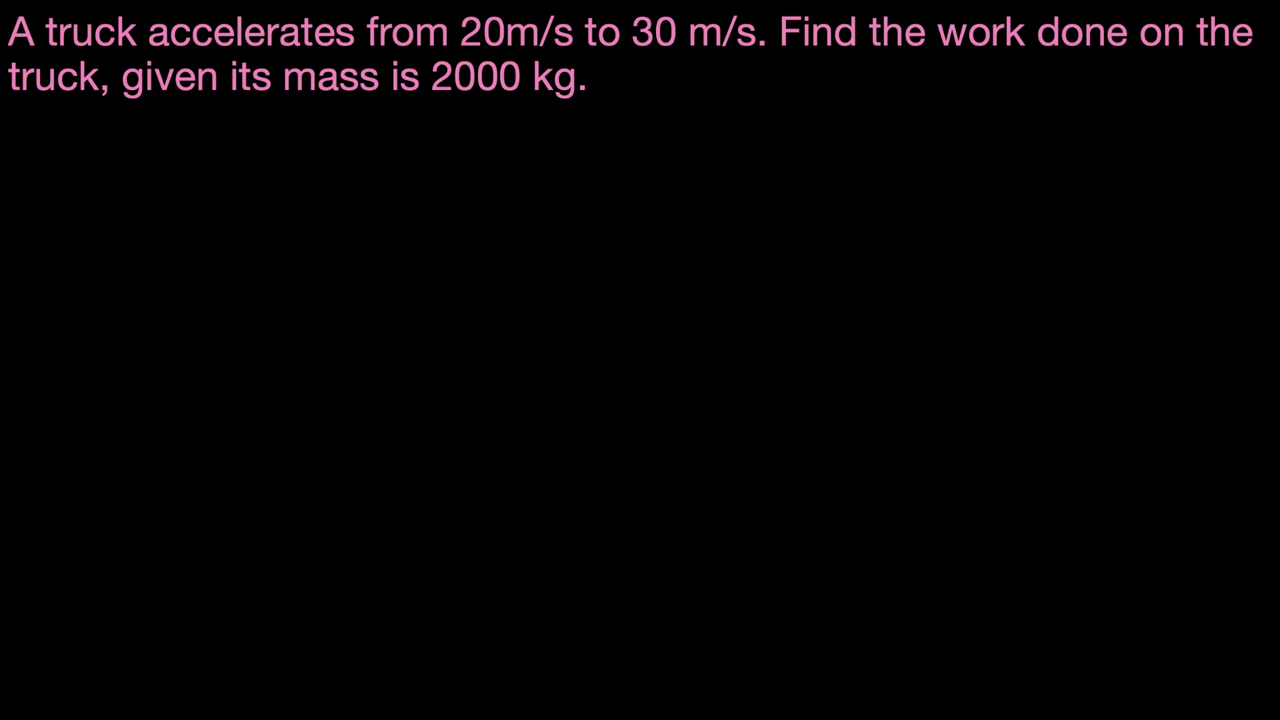 A truck accelerates from 20m/s to 30 m/s. Find the work done on the
truck, given its mass is 2000 kg.